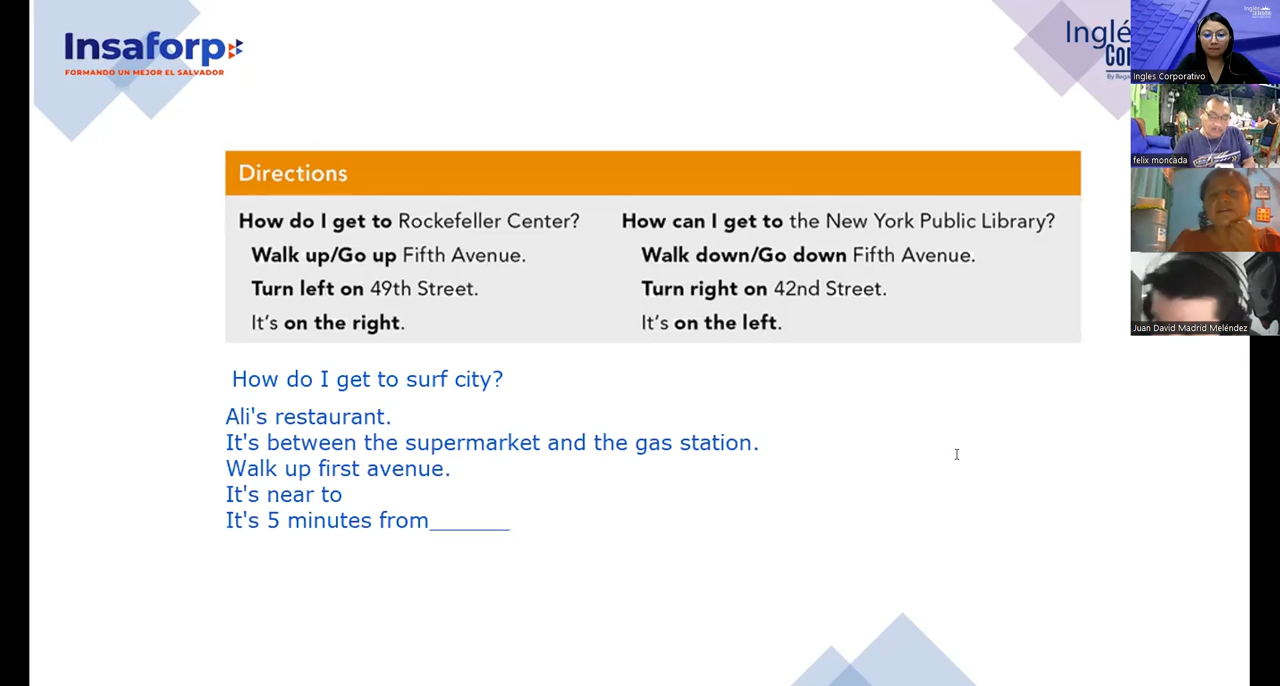 Insaforp
FORMANDO UN MEJOR EL SALVADOR
Inglé
Cor
Ingles Corporativo
felix moncada
Juan David Madrid Meléndez
Directions
How do I get to Rockefeller Center?
Walk up/Go up Fifth Avenue.
Turn left on 49th Street.
It's on the right.
How can I get to the New York Public Library?
Walk down/Go down Fifth Avenue.
Turn right on 42nd Street.
It's on the left.
How do I get to surf city?
Ali's restaurant.
It's between the supermarket and the gas station.
Walk up first avenue.
It's near to
It's 5 minutes from_______